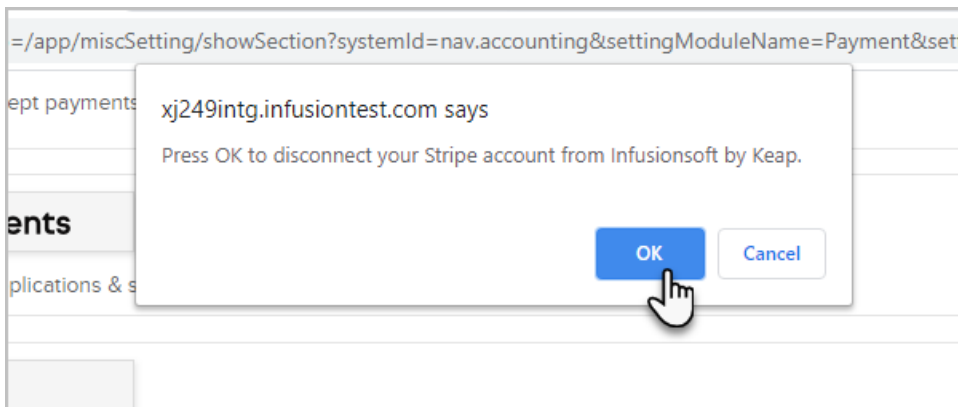 =/app/miscSetting/showSection?systemId=nav.accounting&settingModuleName=Payment&set
ept payments
xj249intg.infusiontest.com says
Press OK to disconnect your Stripe account from Infusionsoft by Keap.
ents
OK
Cancel
plications & s